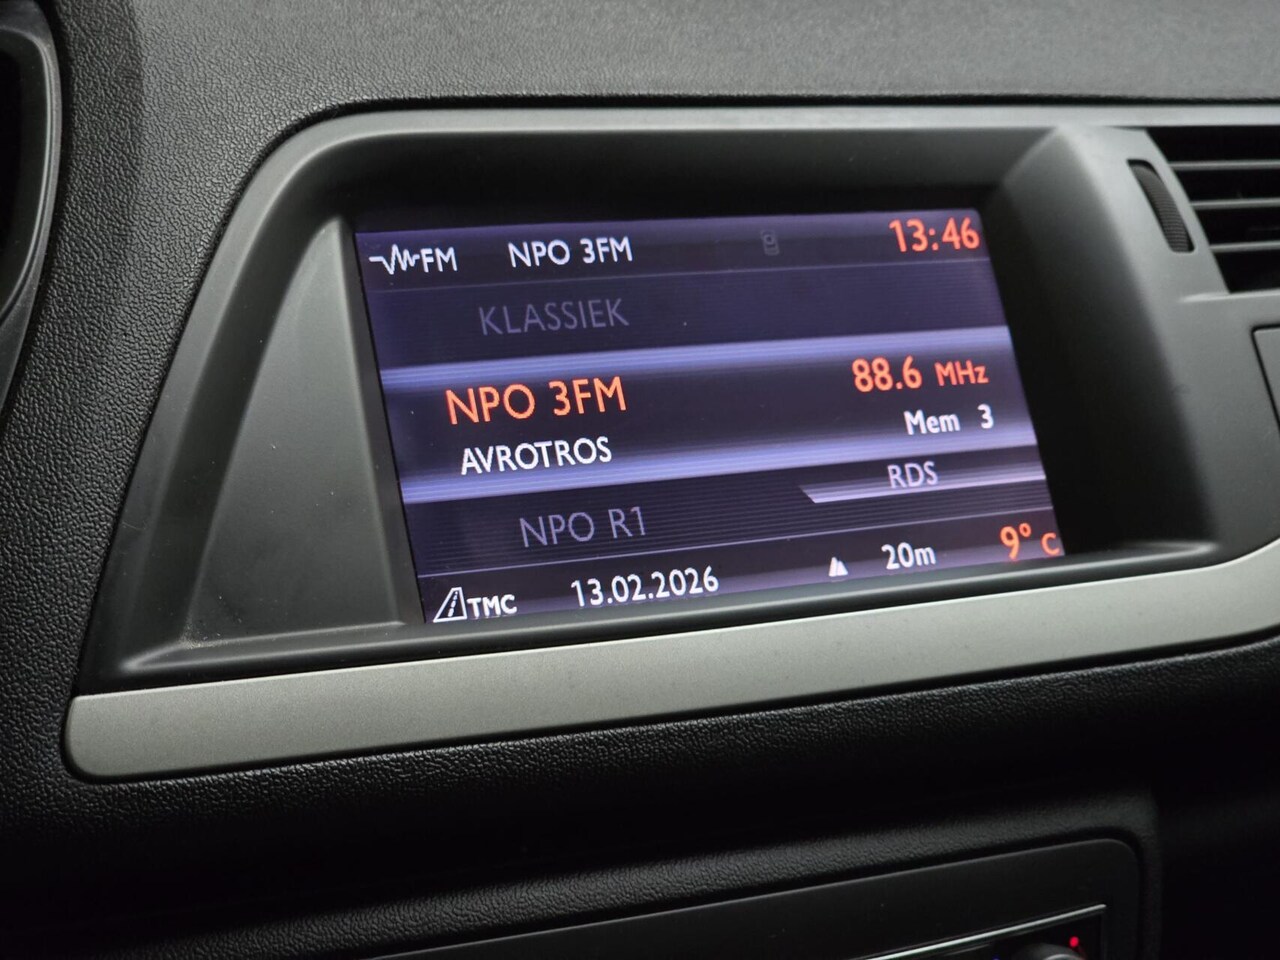 FM NPO 3FM 13:46
KLASSIEK
NPO 3FM 88.6 MHz
AVROTROS Mem 3
RDS
NPO R1
TMC 13.02.2026 20m 9° C